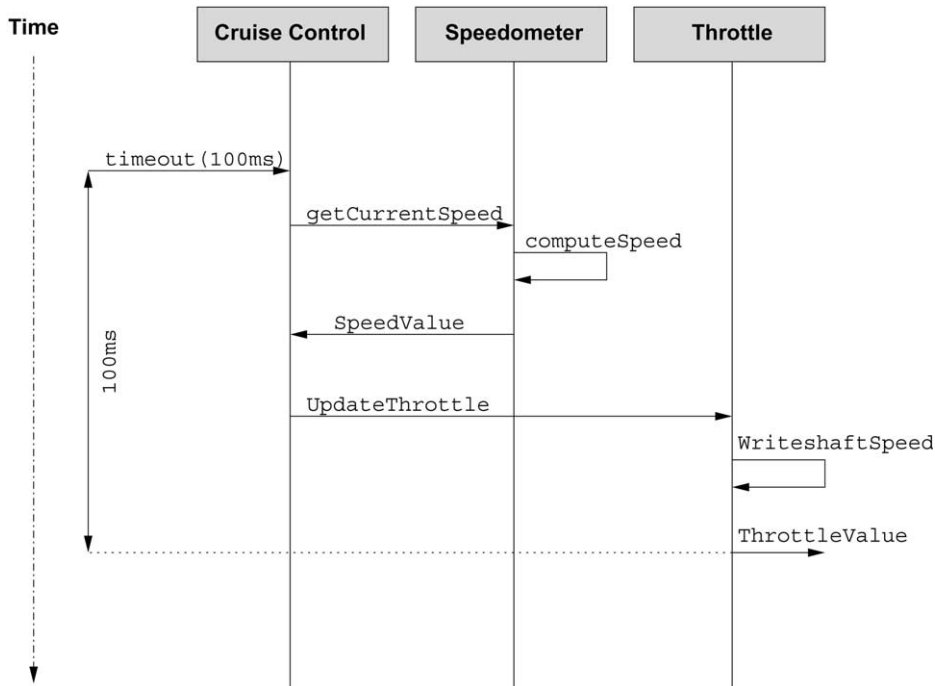 Time
Cruise Control
Speedometer
Throttle
timeout(100ms)
getCurrentSpeed
computeSpeed
SpeedValue
100ms
UpdateThrottle
WriteshaftSpeed
ThrottleValue